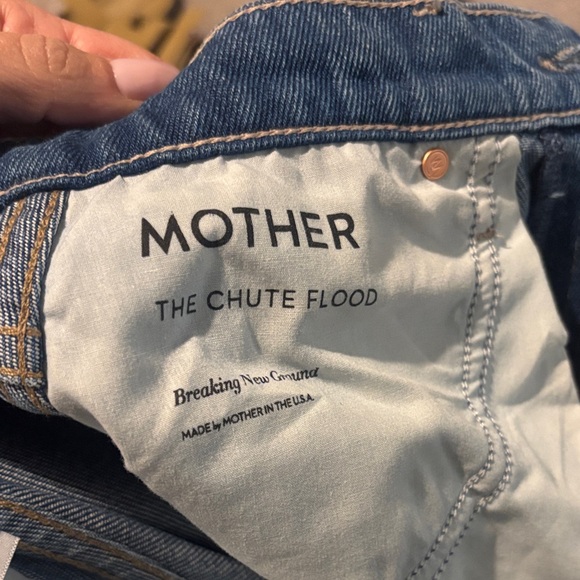 MOTHER
THE CHUTE FLOOD
Breaking New Ground
MADE by MOTHER IN THE U.S.A.